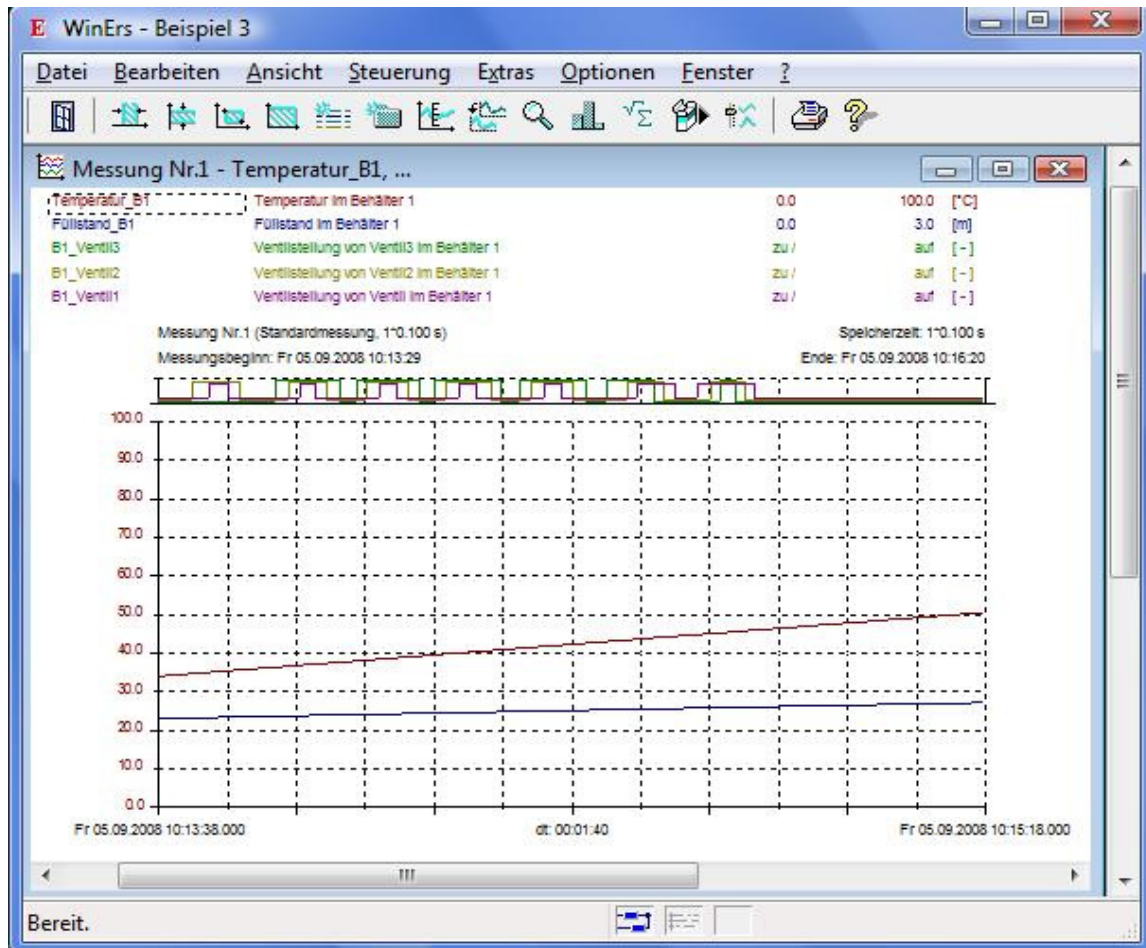 E WinErs - Beispiel 3
Datei Bearbeiten Ansicht Steuerung Extras Optionen Fenster ?
Messung Nr.1 - Temperatur_B1, ...
Temperatur_B1 Temperatur im Behälter 1 0.0 100.0 [°C]
Füllstand_B1 Füllstand im Behälter 1 0.0 3.0 [m]
B1_Ventil3 Ventilstellung von Ventil3 im Behälter 1 zu / auf [-]
B1_Ventil2 Ventilstellung von Ventil2 im Behälter 1 zu / auf [-]
B1_Ventil1 Ventilstellung von Ventil im Behälter 1 zu / auf [-]
Messung Nr.1 (Standardmessung, 1*0.100 s) Speicherzeit: 1*0.100 s
Messungsbeginn: Fr 05.09.2008 10:13:29 Ende: Fr 05.09.2008 10:16:20
100.0
90.0
80.0
70.0
60.0
50.0
40.0
30.0
20.0
10.0
0.0
Fr 05.09.2008 10:13:38.000 dt: 00:01:40 Fr 05.09.2008 10:15:18.000
Bereit.